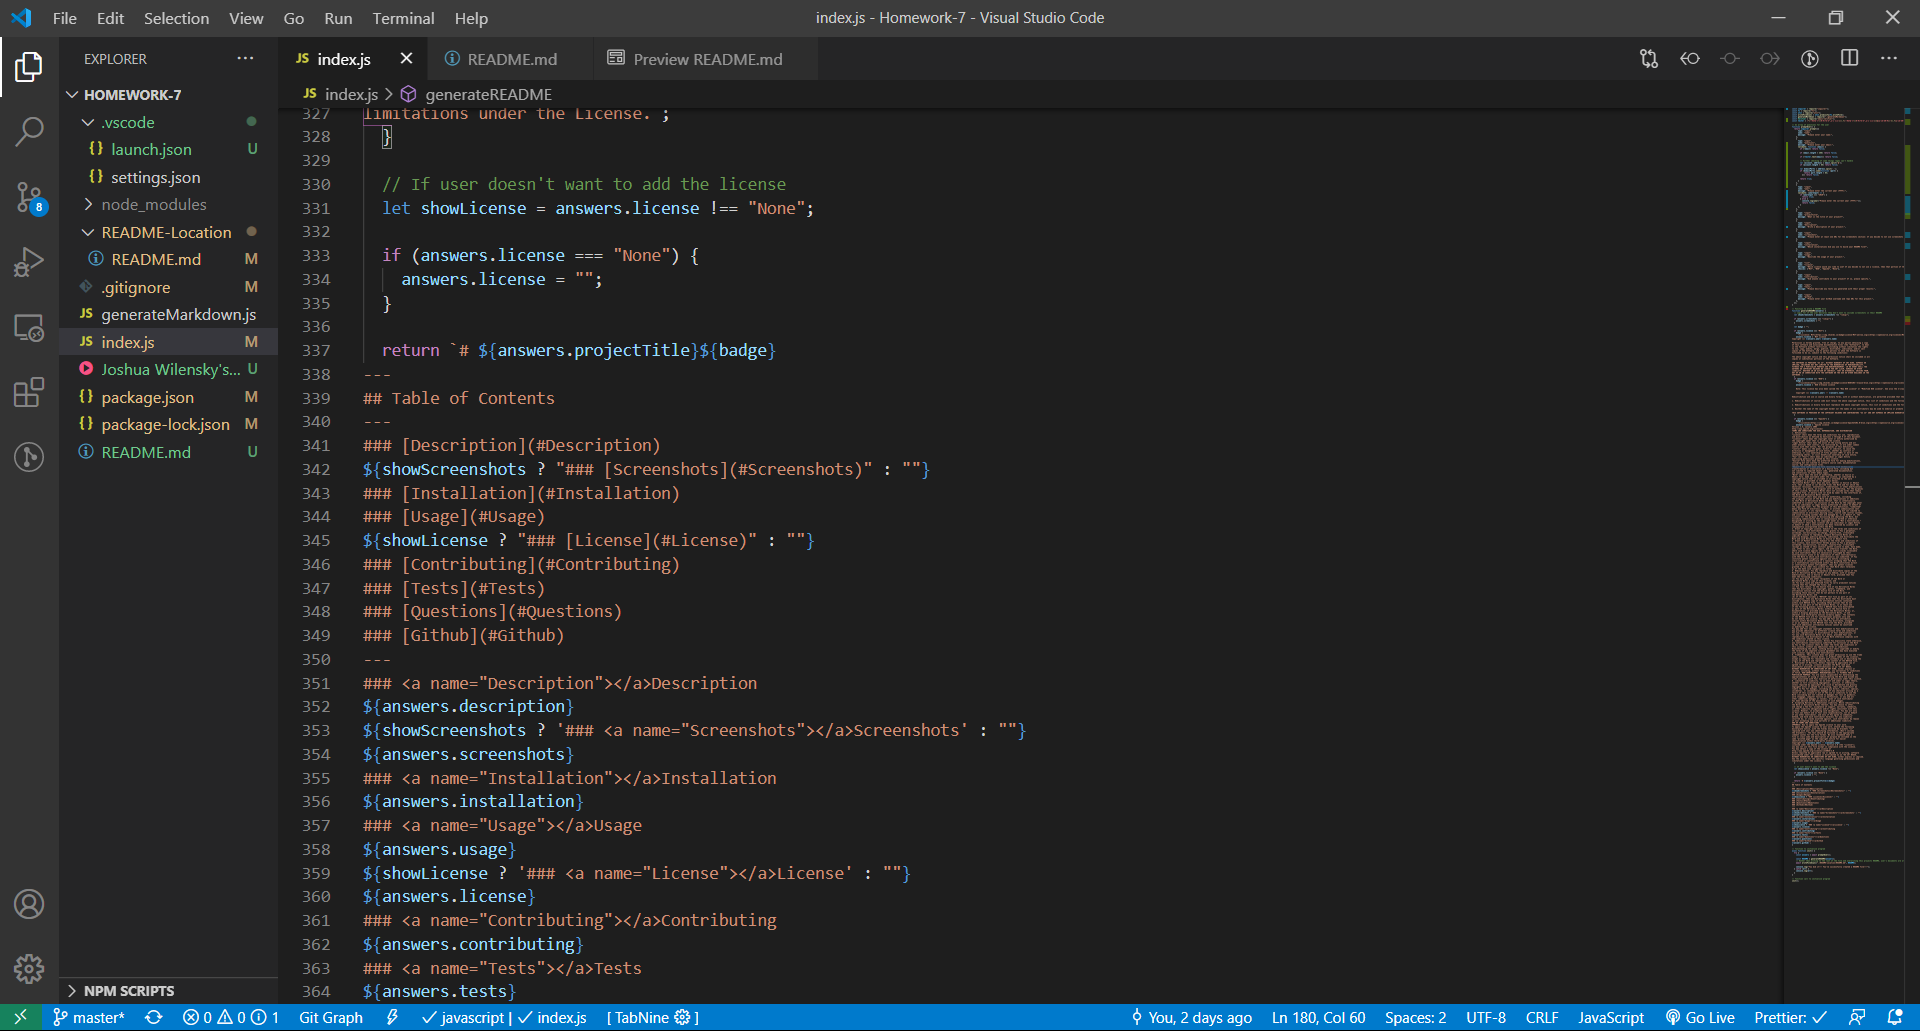 File Edit Selection View Go Run Terminal Help
index.js - Homework-7 - Visual Studio Code
EXPLORER
HOMEWORK-7
.vscode
launch.json U
settings.json
node_modules
README-Location
README.md M
.gitignore M
generateMarkdown.js
JS index.js M
Joshua Wilensky's... U
package.json M
package-lock.json M
README.md U
NPM SCRIPTS
8
JS index.js README.md Preview README.md
JS index.js > generateREADME
327 limitations under the License.`;
328 }
329
330 // If user doesn't want to add the license
331 let showLicense = answers.license !== "None";
332
333 if (answers.license === "None") {
334 answers.license = "";
335 }
336
337 return `# ${answers.projectTitle}${badge}
338 ---
339 ## Table of Contents
340 ---
341 ### [Description](#Description)
342 ${showScreenshots ? "### [Screenshots](#Screenshots)" : ""}
343 ### [Installation](#Installation)
344 ### [Usage](#Usage)
345 ${showLicense ? "### [License](#License)" : ""}
346 ### [Contributing](#Contributing)
347 ### [Tests](#Tests)
348 ### [Questions](#Questions)
349 ### [Github](#Github)
350 ---
351 ### <a name="Description"></a>Description
352 ${answers.description}
353 ${showScreenshots ? '### <a name="Screenshots"></a>Screenshots' : ""}
354 ${answers.screenshots}
355 ### <a name="Installation"></a>Installation
356 ${answers.installation}
357 ### <a name="Usage"></a>Usage
358 ${answers.usage}
359 ${showLicense ? '### <a name="License"></a>License' : ""}
360 ${answers.license}
361 ### <a name="Contributing"></a>Contributing
362 ${answers.contributing}
363 ### <a name="Tests"></a>Tests
364 ${answers.tests}
master* 0 0 1 Git Graph javascript | index.js [ TabNine ] You, 2 days ago Ln 180, Col 60 Spaces: 2 UTF-8 CRLF JavaScript Go Live Prettier: